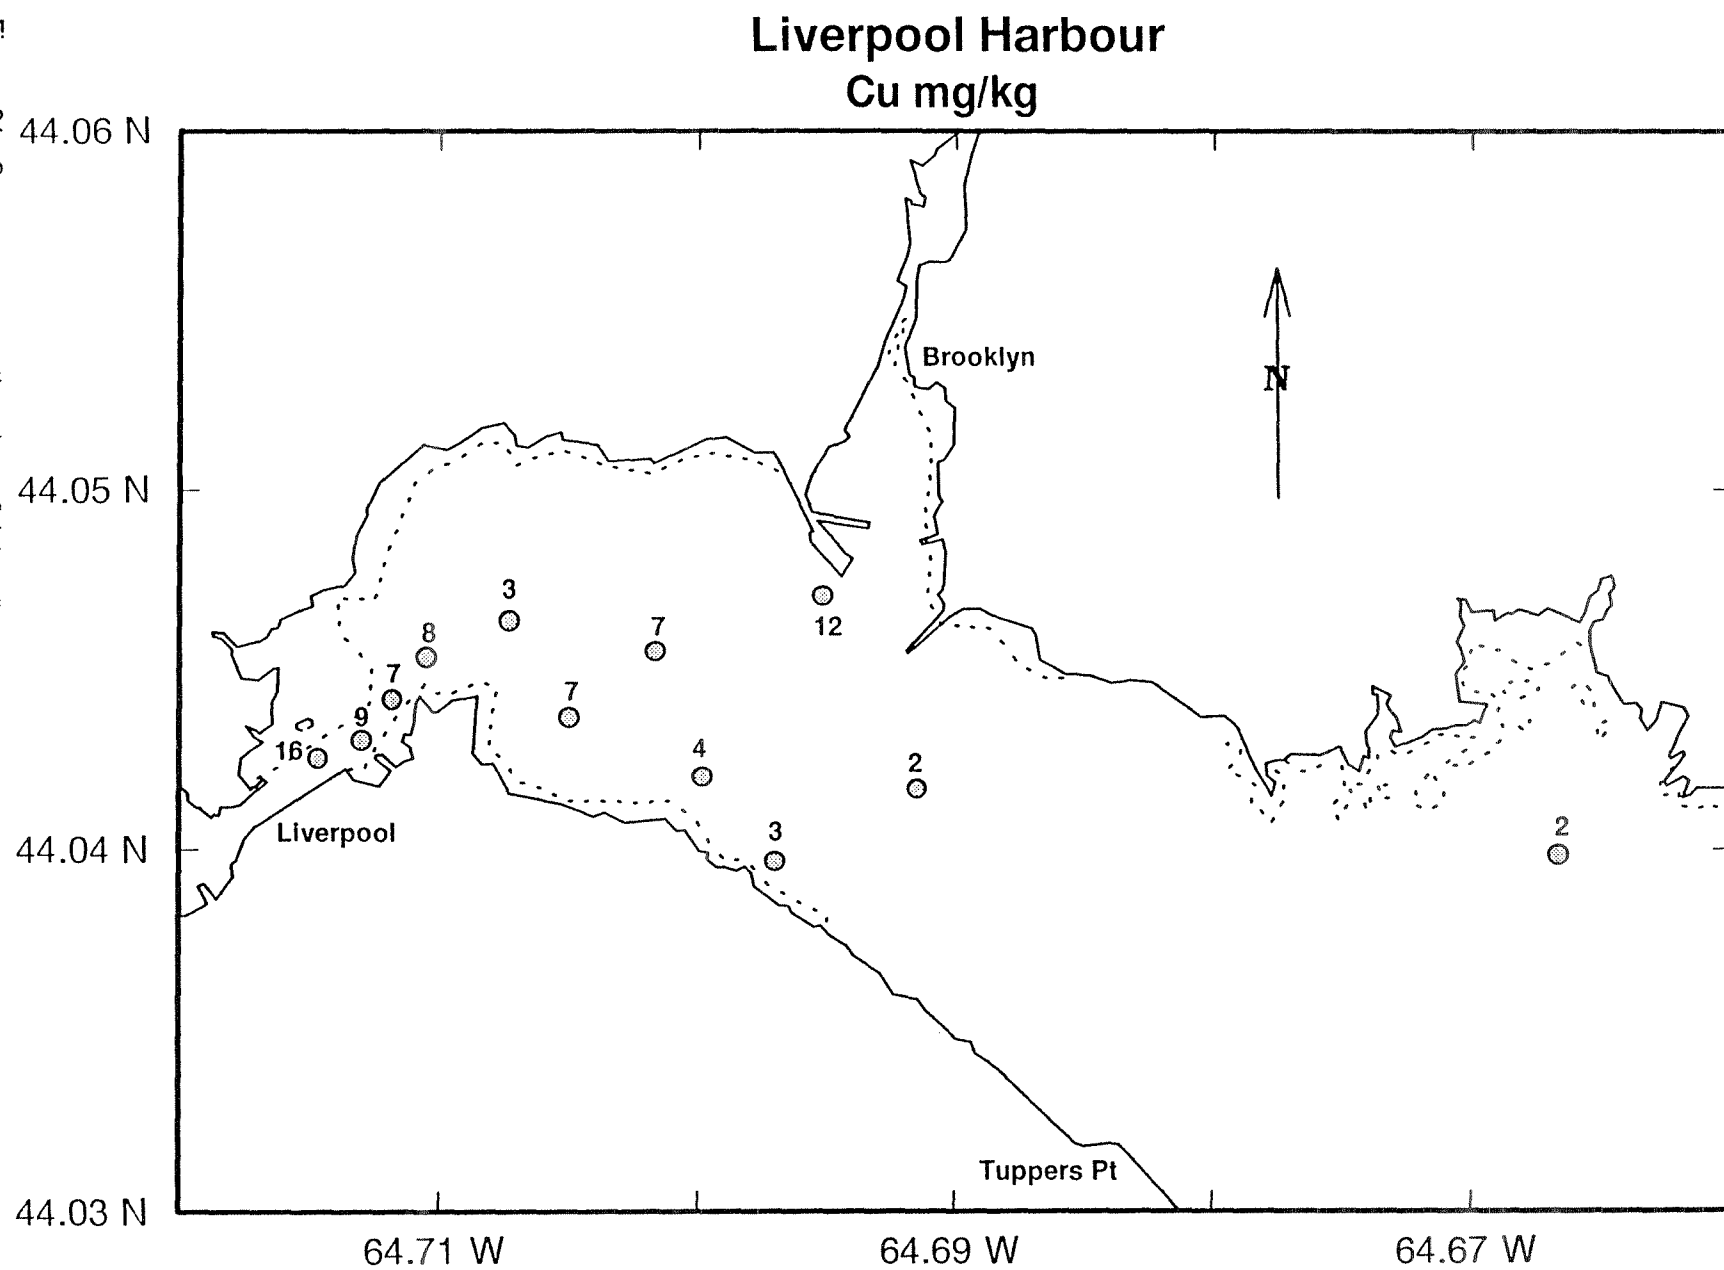 Liverpool Harbour
Cu mg/kg
44.06 N
Brooklyn
N
44.05 N
3
8
7
12
7
7
9
16
4
2
3
2
Liverpool
44.04 N
Tuppers Pt
44.03 N
64.71 W
64.69 W
64.67 W